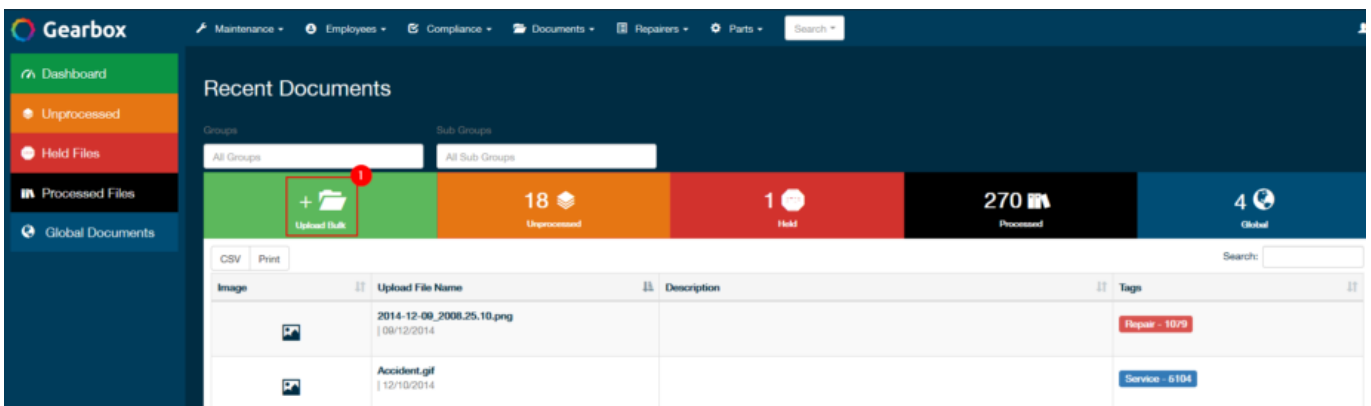 Gearbox
Maintenance Employees Compliance Documents Repairers Parts Search
Dashboard
Unprocessed
Held Files
Processed Files
Global Documents
Recent Documents
Groups Sub Groups
All Groups All Sub Groups
1
+ 18 1 270 4
Upload Bulk Unprocessed Held Processed Global
CSV Print Search:
Image Upload File Name Description Tags
2014-12-09_2008.25.10.png
| 09/12/2014
Repair - 1079
Accident.gif
| 12/10/2014
Service - 5104